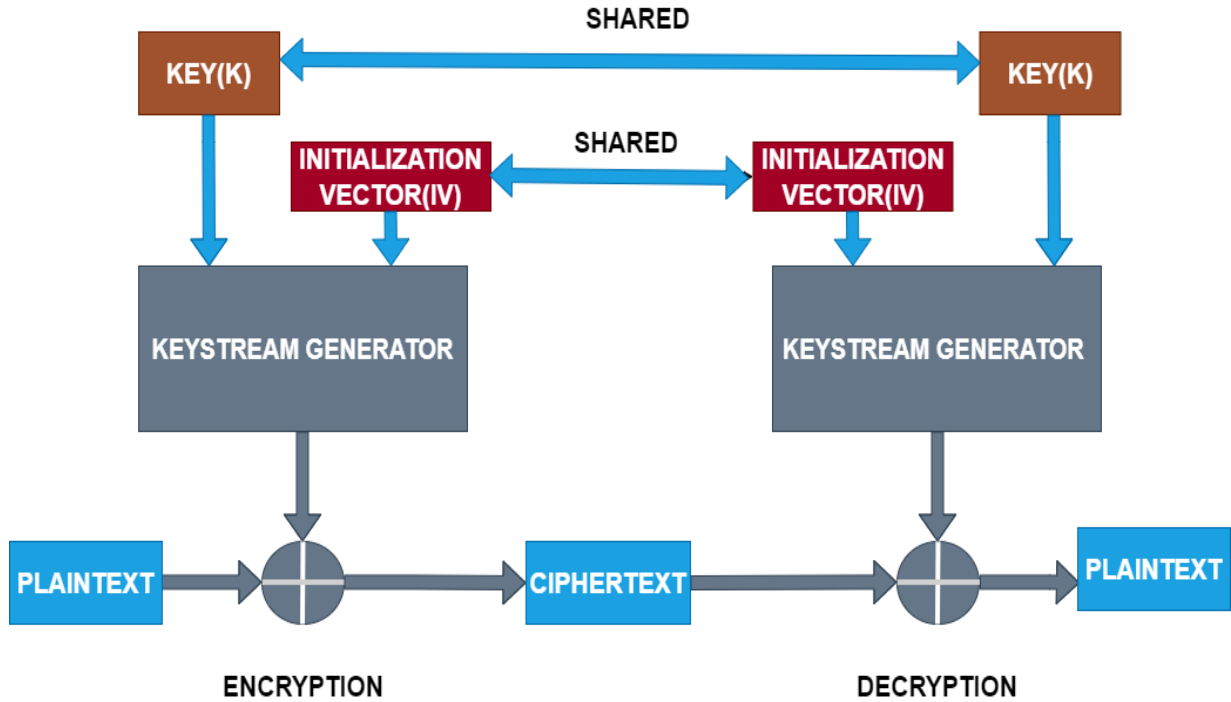 SHARED
KEY(K)
KEY(K)
SHARED
INITIALIZATION
VECTOR(IV)
INITIALIZATION
VECTOR(IV)
KEYSTREAM GENERATOR
KEYSTREAM GENERATOR
PLAINTEXT
CIPHERTEXT
PLAINTEXT
ENCRYPTION
DECRYPTION